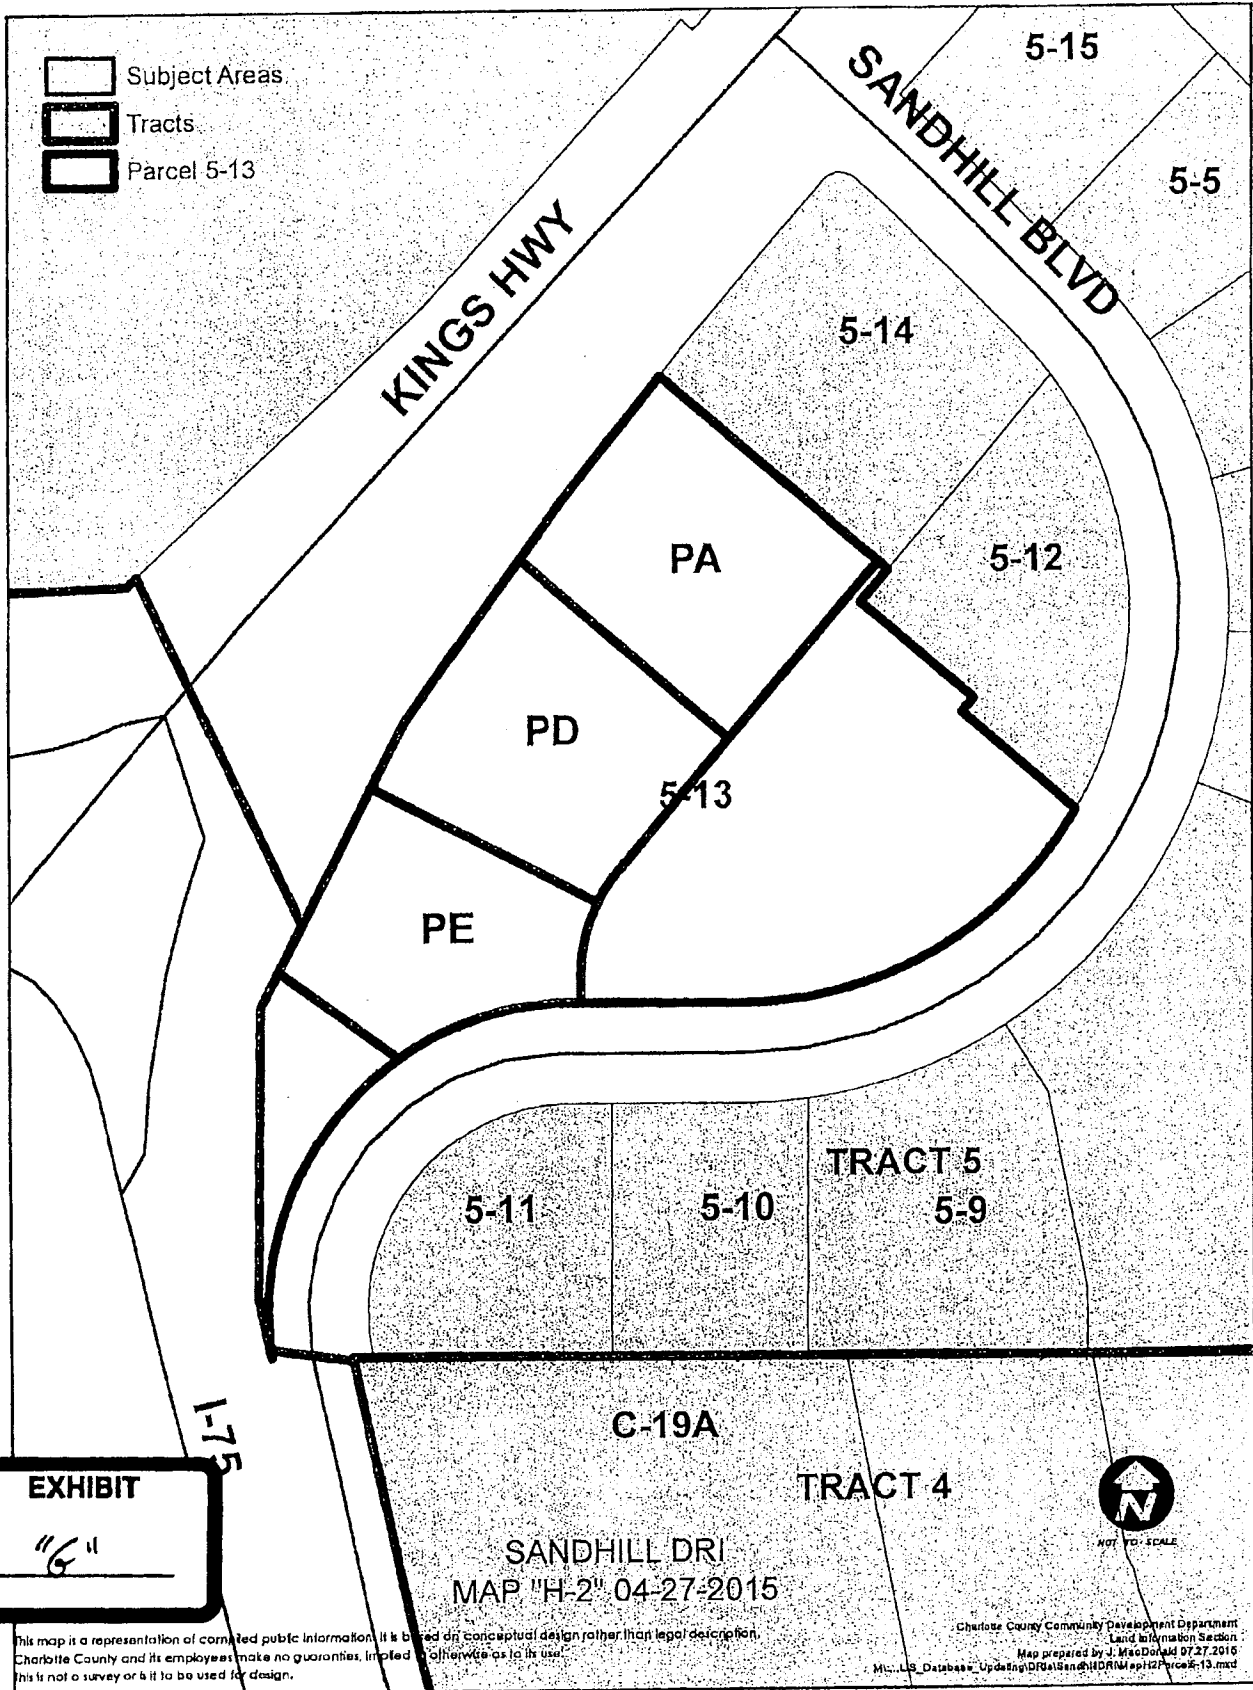 Subject Areas
Tracts
Parcel 5-13
5-15
SANDHILL BLVD
5-5
KINGS HWY
5-14
PA
5-12
PD
5-13
PE
TRACT 5
5-11
5-10
5-9
I-75
C-19A
TRACT 4
EXHIBIT
"G"
N
NOT TO SCALE
SANDHILL DRI
MAP "H-2" 04-27-2015
This map is a representation of compiled public information. It is based on conceptual design rather than legal description.
Charlotte County and its employees make no guaranties, implied or otherwise as to its use.
This is not a survey or is it to be used for design.
Charlotte County Community Development Department
Land Information Section
Map prepared by J. MacDonald 07.27.2015